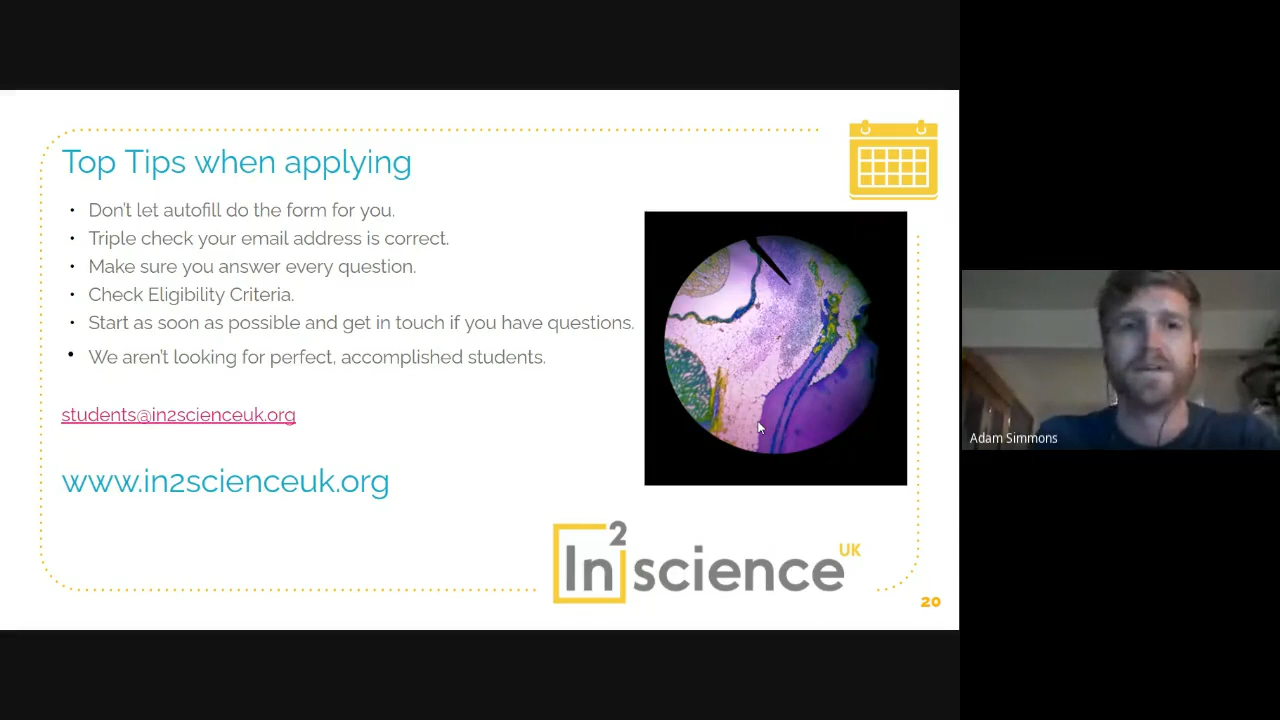 Top Tips when applying
• Don't let autofill do the form for you.
• Triple check your email address is correct.
• Make sure you answer every question.
• Check Eligibility Criteria.
• Start as soon as possible and get in touch if you have questions.
• We aren't looking for perfect, accomplished students.
students@in2scienceuk.org
www.in2scienceuk.org
In2science UK
20
Adam Simmons